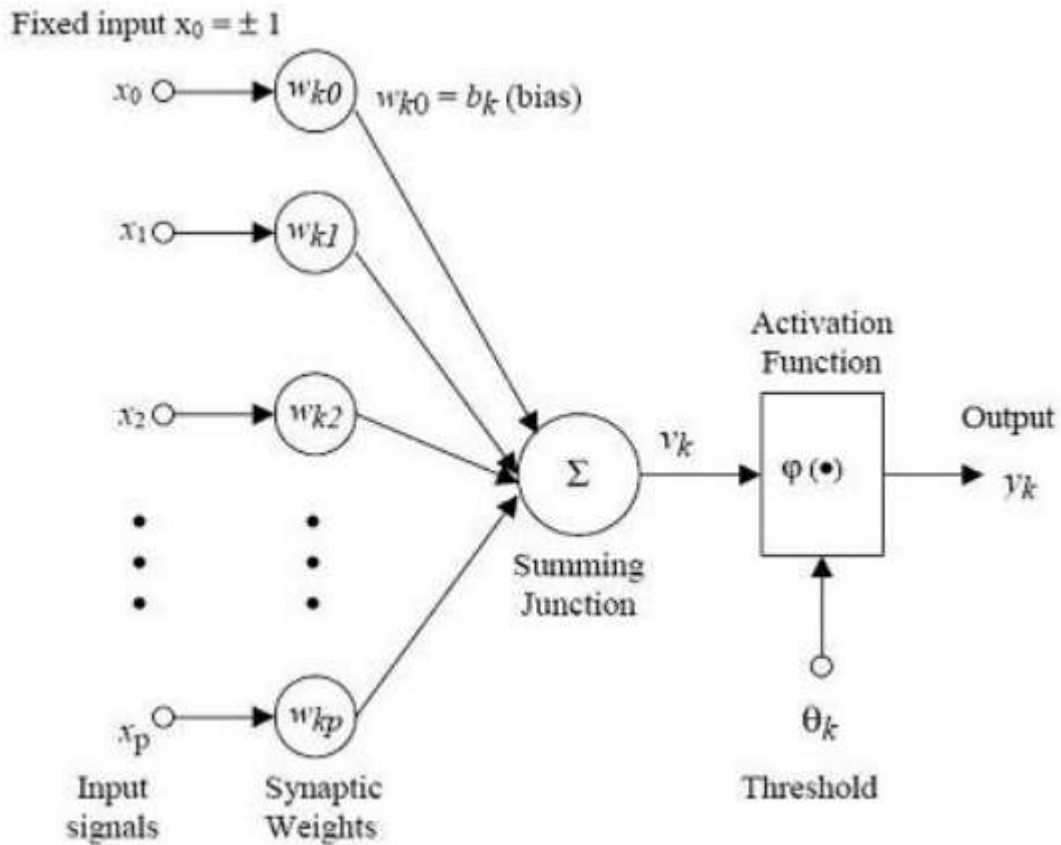 Fixed input x₀ = ± 1
x₀
wk0
wk0 = bk (bias)
x₁
wk1
x₂
wk2
Σ
Summing
Junction
vk
Activation
Function
φ (•)
Output
yk
θk
Threshold
xp
wkp
Input
signals
Synaptic
Weights